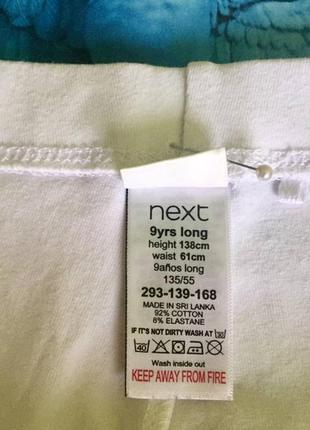 next
9yrs long
height 138cm
waist 61cm
9años long
135/55
293-139-168
MADE IN SRI LANKA
92% COTTON
8% ELASTANE
IF IT'S NOT DIRTY WASH AT 30
40
Wash inside out
KEEP AWAY FROM FIRE